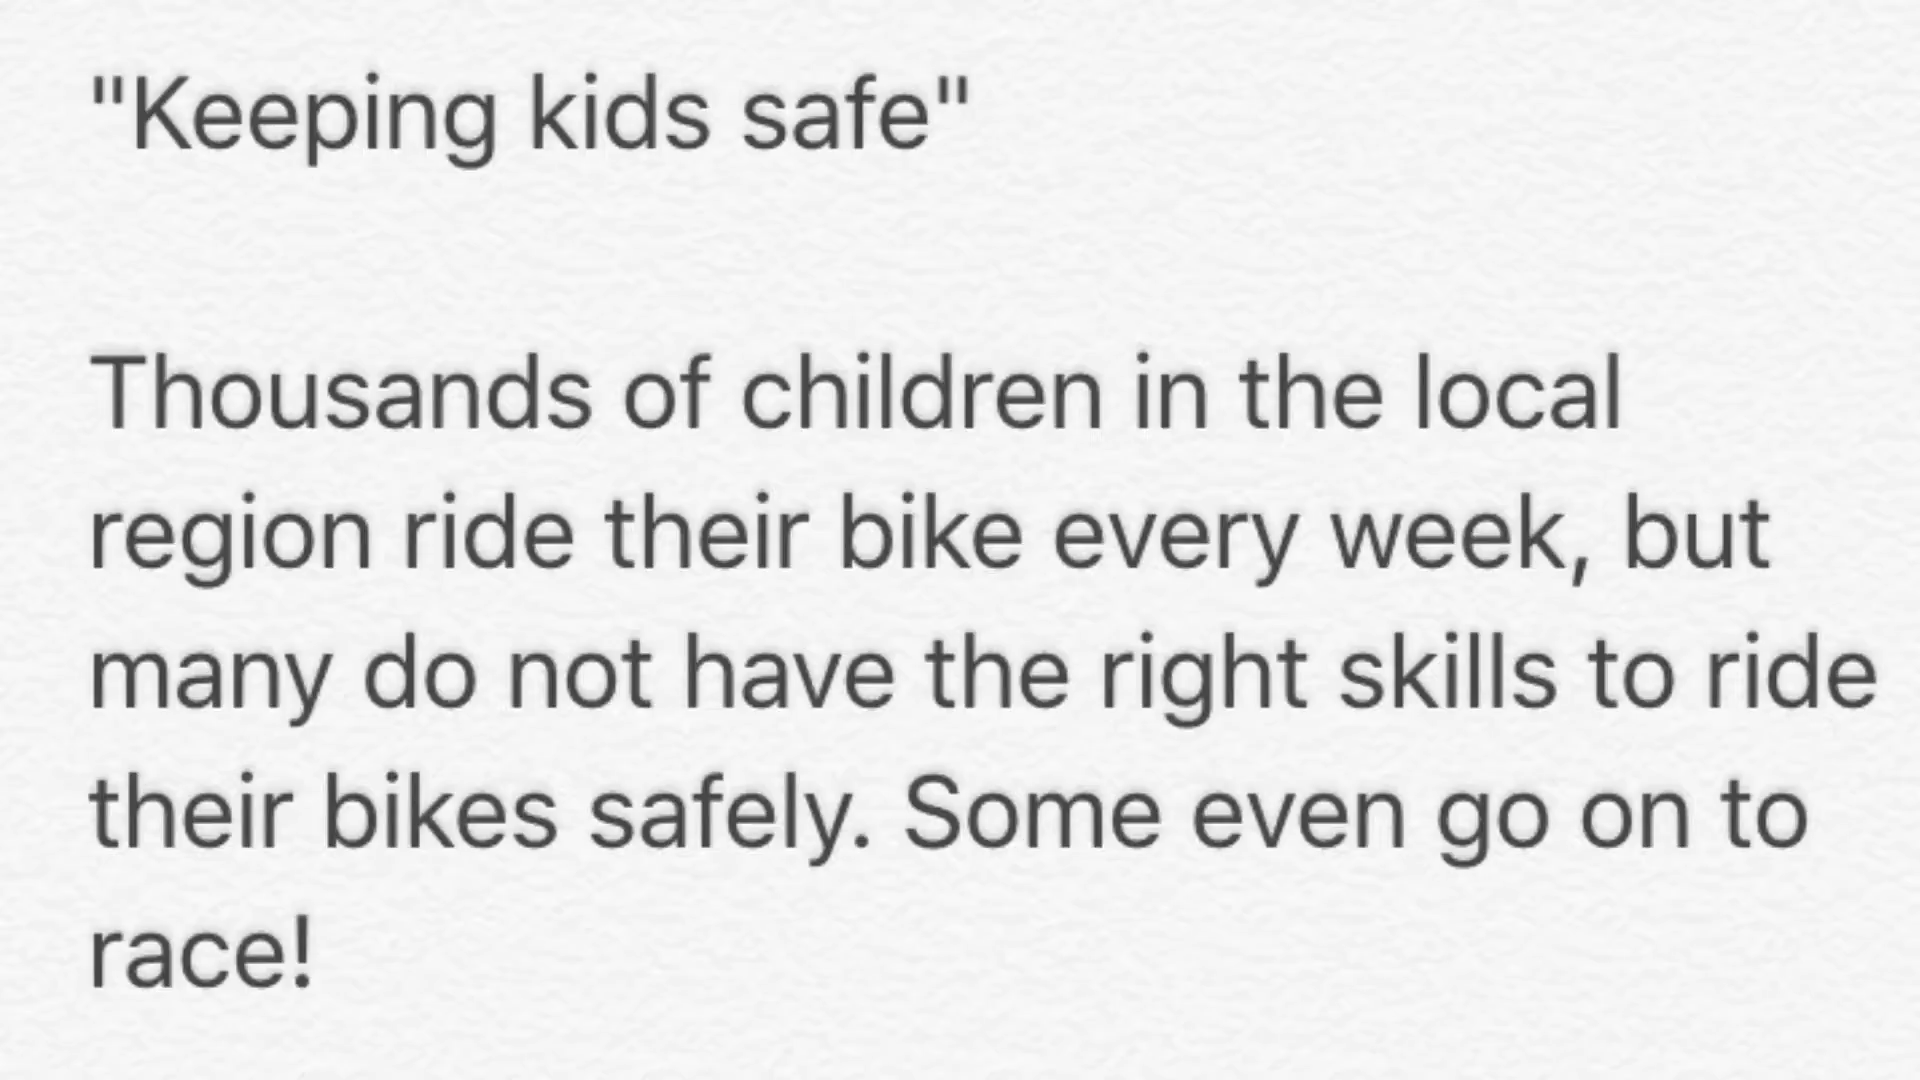 "Keeping kids safe"
Thousands of children in the local
region ride their bike every week, but
many do not have the right skills to ride
their bikes safely. Some even go on to
race!